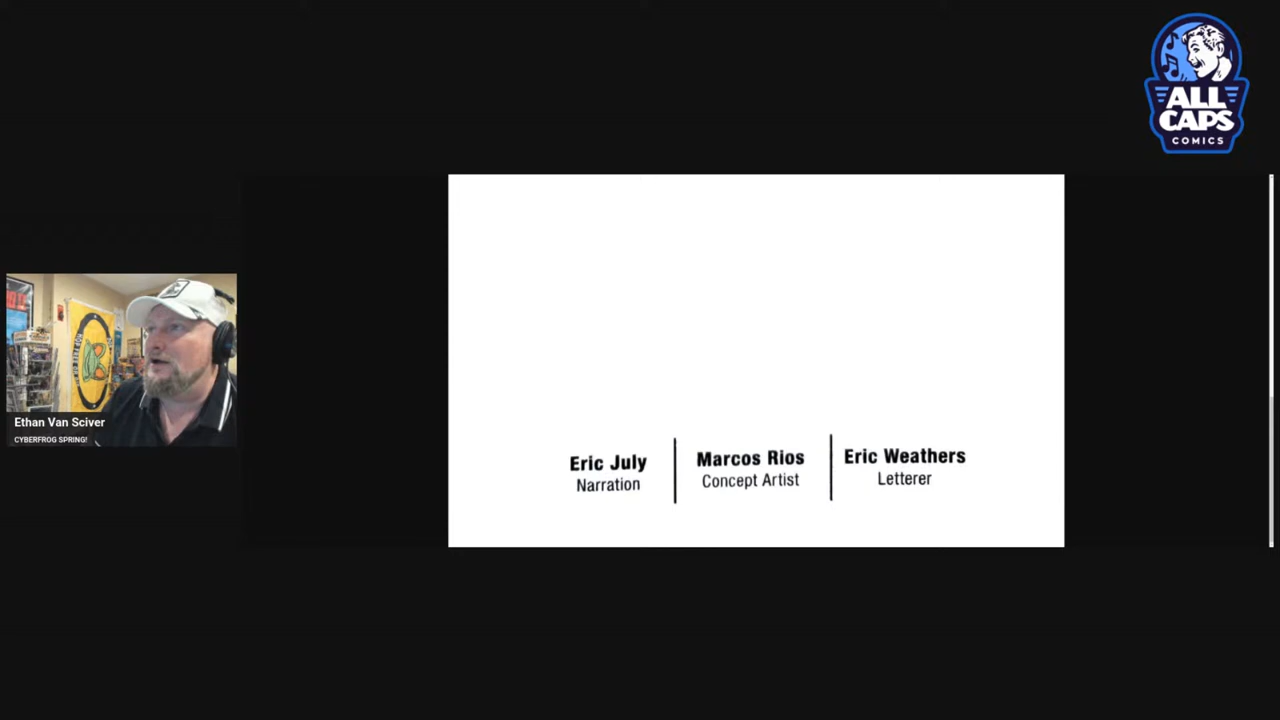 ALL
CAPS
COMICS
Eric July
Narration
Marcos Rios
Concept Artist
Eric Weathers
Letterer
Ethan Van Sciver
CYBERFROG SPRING!